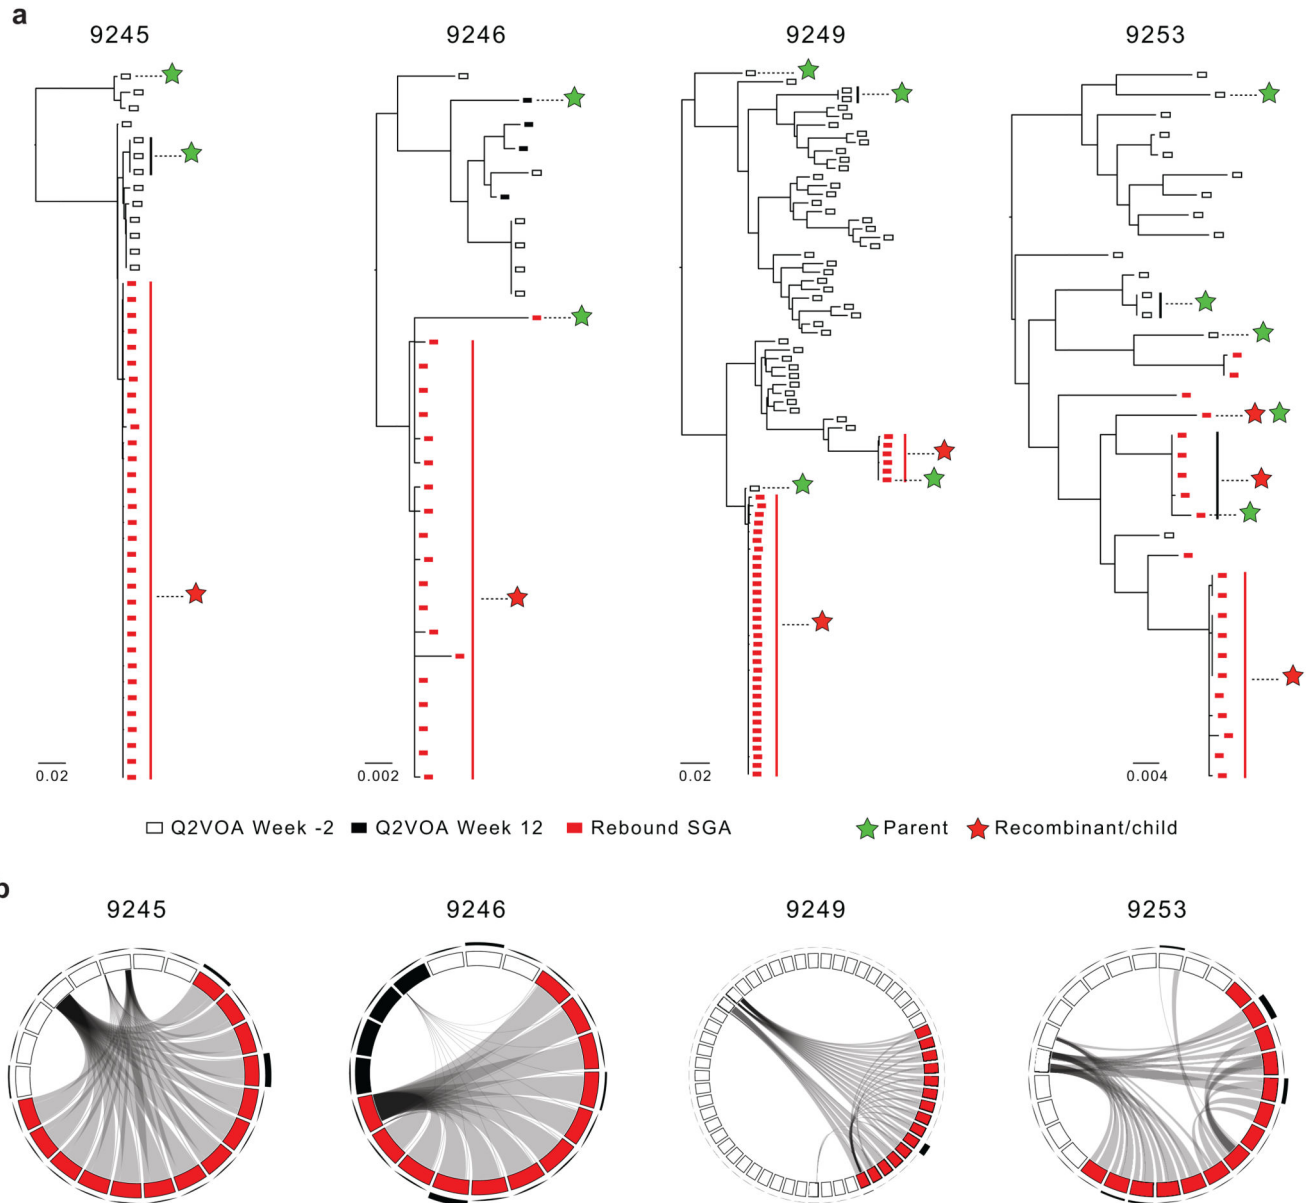 a
9245 9246 9249 9253
0.02 0.002 0.02 0.004
Q2VOA Week -2 Q2VOA Week 12 Rebound SGA Parent Recombinant/child
b
9245 9246 9249 9253